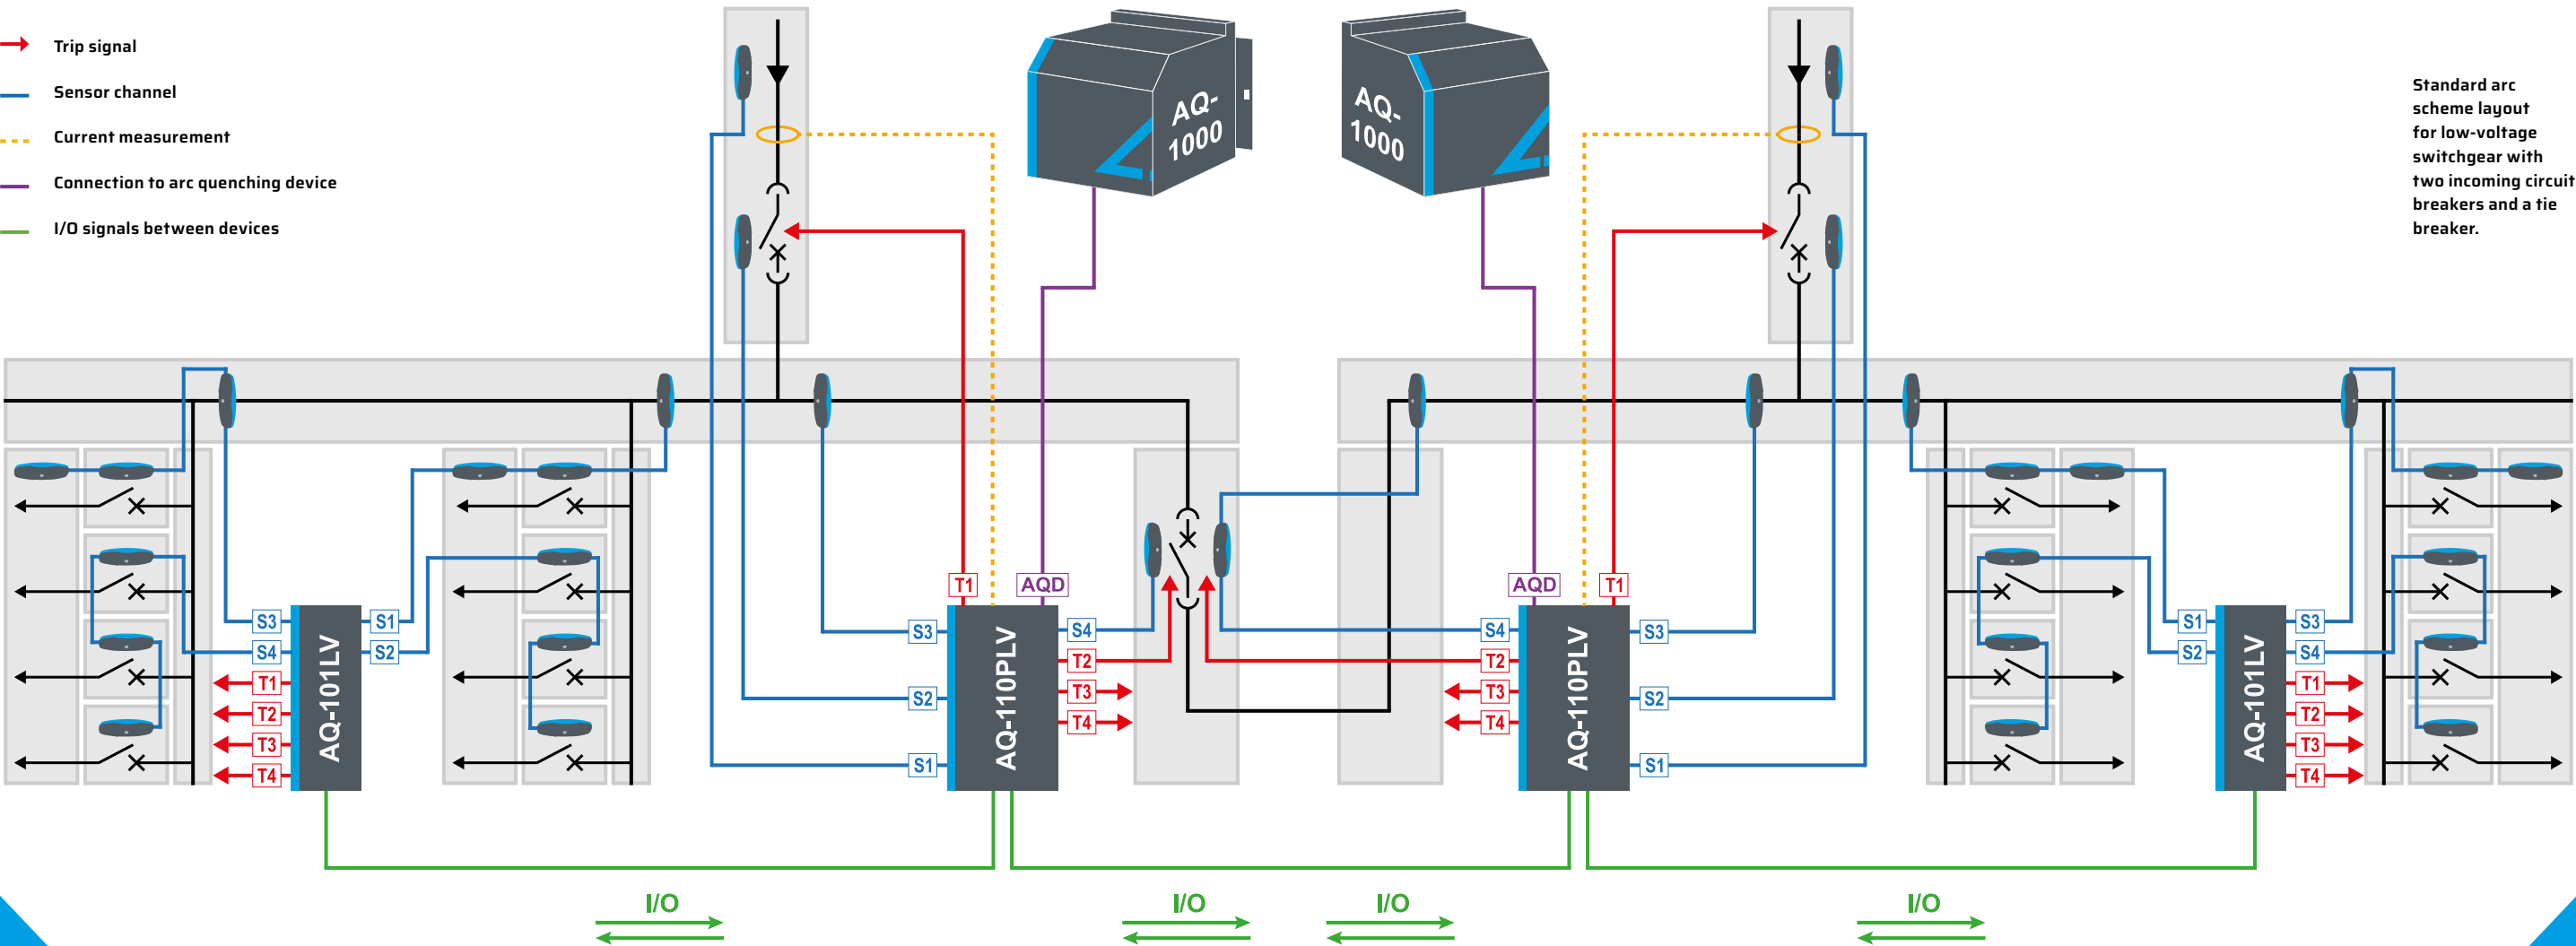 Trip signal
Sensor channel
Current measurement
Connection to arc quenching device
I/O signals between devices
AQ-
1000
AQ-
1000
Standard arc
scheme layout
for low-voltage
switchgear with
two incoming circuit
breakers and a tie
breaker.
S3
S4
T1
T2
T3
T4
AQ-101LV
S1
S2
T1
AQD
S3
S2
S1
AQ-110PLV
S4
T2
T3
T4
AQD
T1
S4
T2
T3
T4
AQ-110PLV
S3
S2
S1
S1
S2
AQ-101LV
S3
S4
T1
T2
T3
T4
I/O
I/O
I/O
I/O